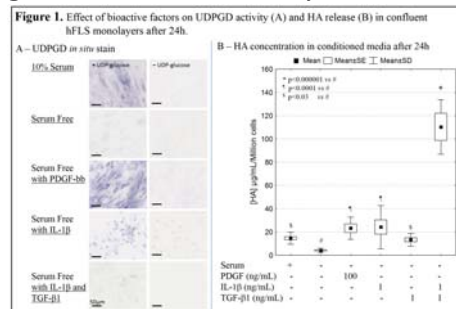 Figure 1. Effect of bioactive factors on UDPGD activity (A) and HA release (B) in confluent
hFLS monolayers after 24h.
A – UDPGD in situ stain
+ UDP-glucose
- UDP-glucose
10% Serum
Serum Free
Serum Free
with PDGF-bb
Serum Free
with IL-1β
Serum Free
with IL-1β and
TGF-β1
50μm
B – HA concentration in conditioned media after 24h
Mean
Mean±SE
Mean±SD
* p<0.000001 vs #
¶ p<0.0001 vs #
§ p<0.03 vs #
[HA] μg/mL/Million cells
160
140
120
100
80
60
40
20
0
§
#
¶
¶
§
*
Serum + - - - - -
PDGF (ng/mL) - - 100 - - -
IL-1β (ng/mL) - - - 1 - 1
TGF-β1 (ng/mL) - - - - 1 1